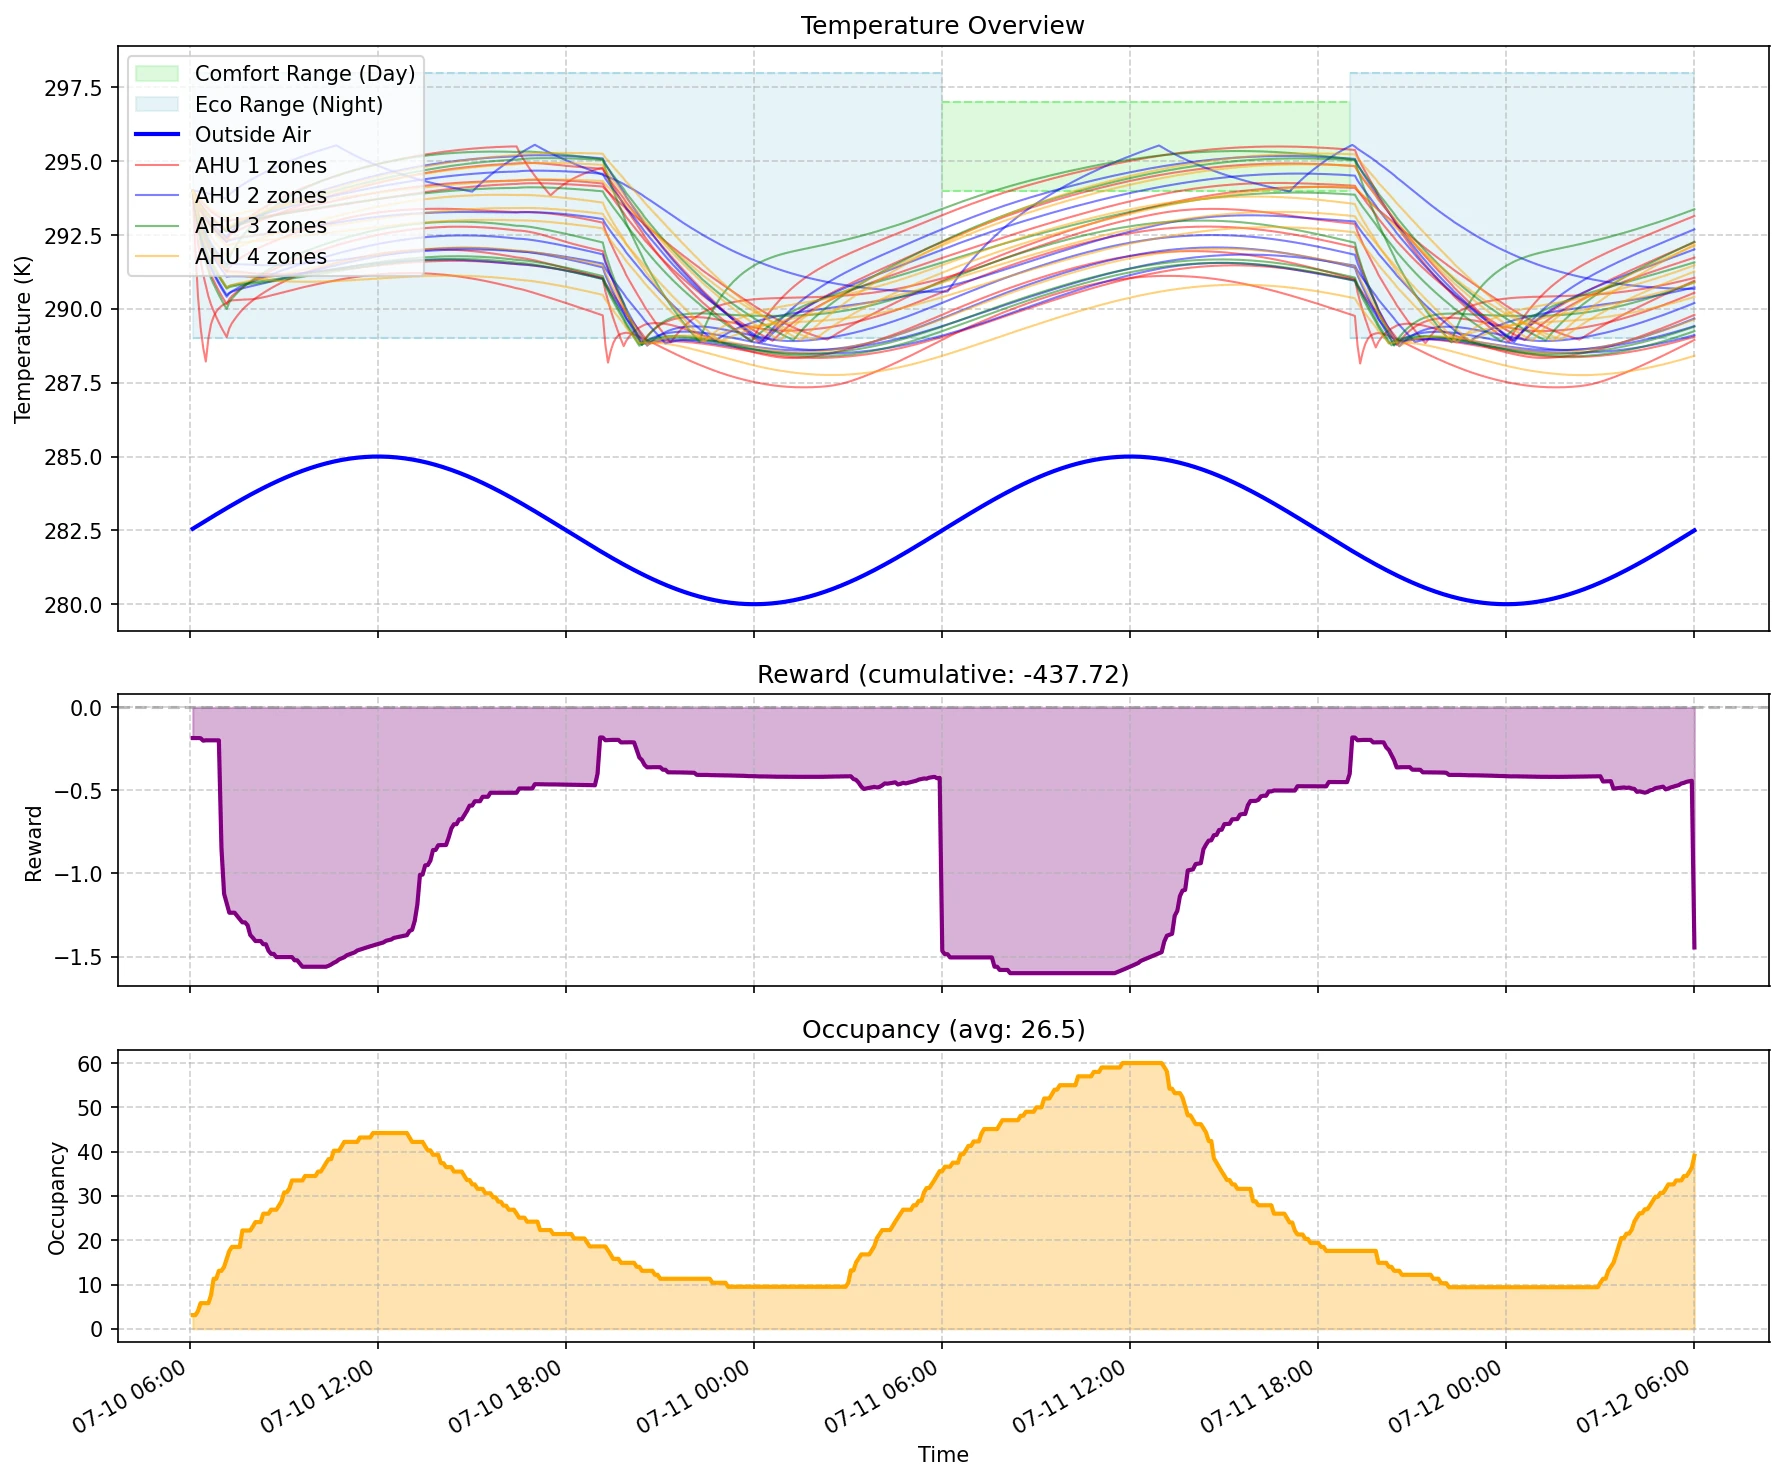 Temperature Overview
Temperature (K)
297.5
295.0
292.5
290.0
287.5
285.0
282.5
280.0
Comfort Range (Day)
Eco Range (Night)
Outside Air
AHU 1 zones
AHU 2 zones
AHU 3 zones
AHU 4 zones
Reward (cumulative: -437.72)
Reward
0.0
−0.5
−1.0
−1.5
Occupancy (avg: 26.5)
Occupancy
60
50
40
30
20
10
0
07-10 06:00
07-10 12:00
07-10 18:00
07-11 00:00
07-11 06:00
07-11 12:00
07-11 18:00
07-12 00:00
07-12 06:00
Time